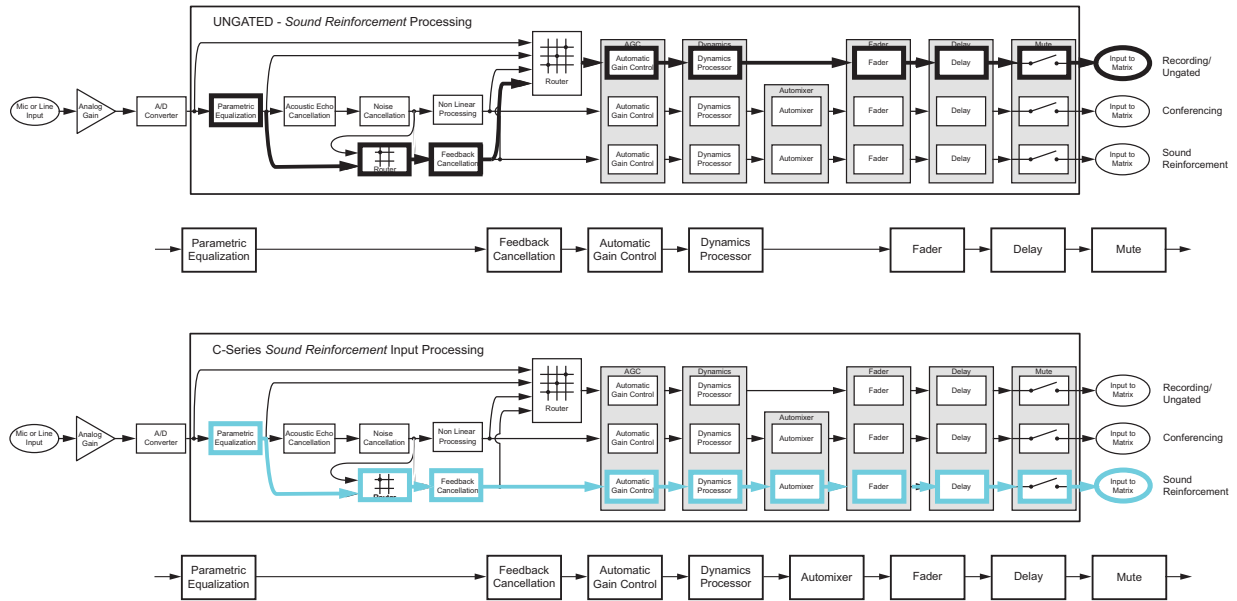 UNGATED - Sound Reinforcement Processing
AGC
Dynamics
Fader
Delay
Mute
Router
Automatic
Gain Control
Dynamics
Processor
Fader
Delay
Input to
Matrix
Recording/
Ungated
Automixer
Mic or Line
Input
Analog
Gain
A/D
Converter
Parametric
Equalization
Acoustic Echo
Cancellation
Noise
Cancellation
Non Linear
Processing
Automatic
Gain Control
Dynamics
Processor
Automixer
Fader
Delay
Input to
Matrix
Conferencing
Router
Feedback
Cancellation
Automatic
Gain Control
Dynamics
Processor
Automixer
Fader
Delay
Input to
Matrix
Sound
Reinforcement
Parametric
Equalization
Feedback
Cancellation
Automatic
Gain Control
Dynamics
Processor
Fader
Delay
Mute
C-Series Sound Reinforcement Input Processing
AGC
Dynamics
Fader
Delay
Mute
Router
Automatic
Gain Control
Dynamics
Processor
Fader
Delay
Input to
Matrix
Recording/
Ungated
Automixer
Mic or Line
Input
Analog
Gain
A/D
Converter
Parametric
Equalization
Acoustic Echo
Cancellation
Noise
Cancellation
Non Linear
Processing
Automatic
Gain Control
Dynamics
Processor
Automixer
Fader
Delay
Input to
Matrix
Conferencing
Router
Feedback
Cancellation
Automatic
Gain Control
Dynamics
Processor
Automixer
Fader
Delay
Input to
Matrix
Sound
Reinforcement
Parametric
Equalization
Feedback
Cancellation
Automatic
Gain Control
Dynamics
Processor
Automixer
Fader
Delay
Mute